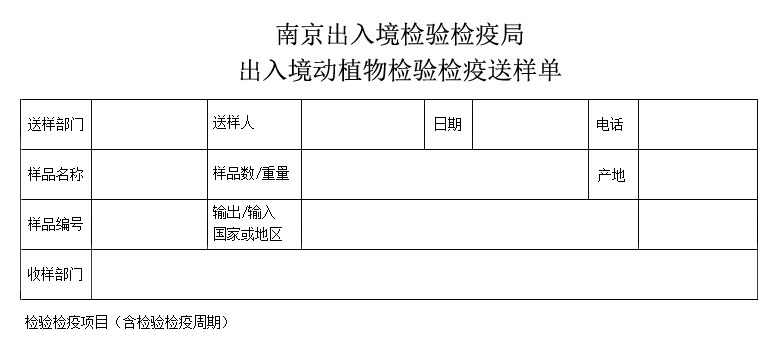 南京出入境检验检疫局
出入境动植物检验检疫送样单
送样部门 送样人 日期 电话
样品名称 样品数/重量 产地
样品编号 输出/输入
国家或地区
收样部门
检验检疫项目（含检验检疫周期）